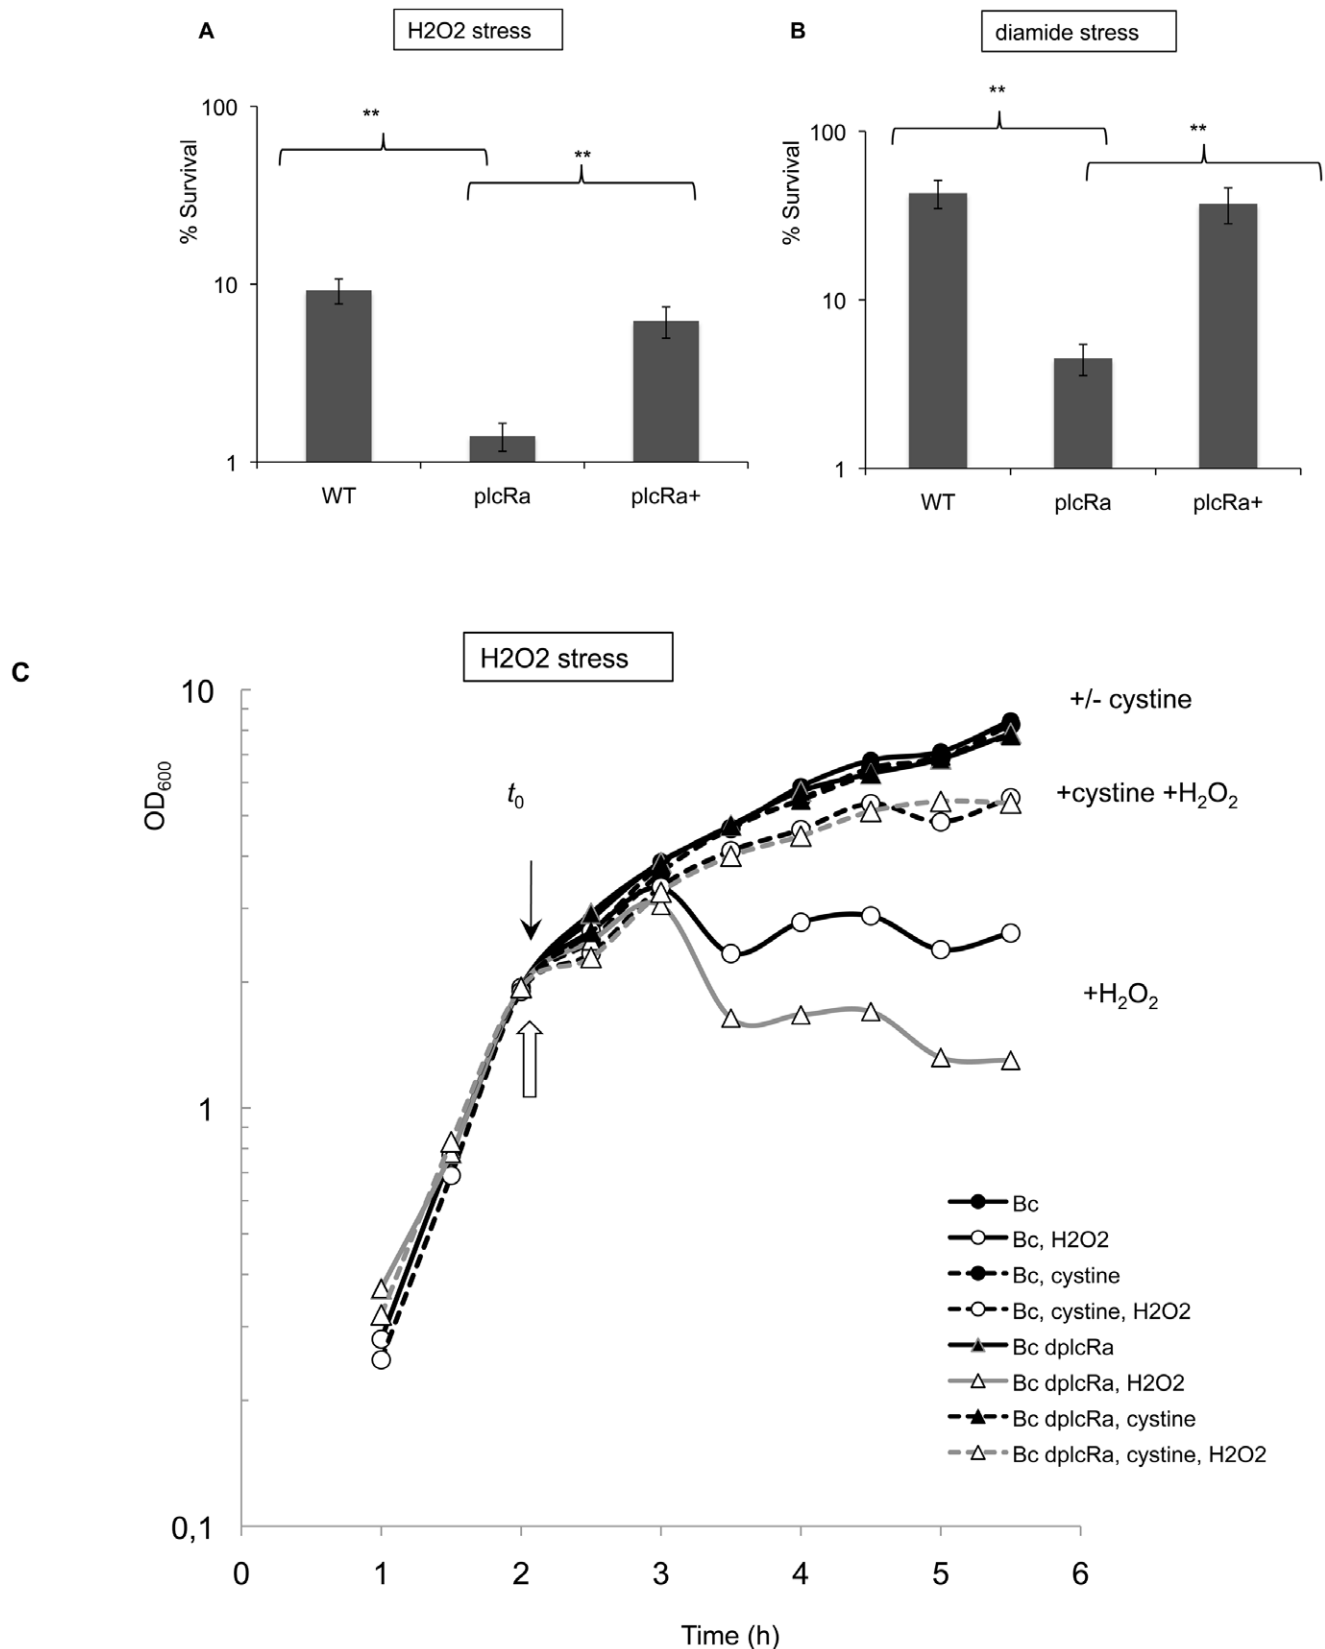 A
H2O2 stress
B
diamide stress
**
**
**
**
100
10
1
% Survival
WT
plcRa
plcRa+
100
10
1
% Survival
WT
plcRa
plcRa+
C
H2O2 stress
10
1
0,1
OD600
t0
+/- cystine
+cystine +H2O2
+H2O2
Bc
Bc, H2O2
Bc, cystine
Bc, cystine, H2O2
Bc dplcRa
Bc dplcRa, H2O2
Bc dplcRa, cystine
Bc dplcRa, cystine, H2O2
0 1 2 3 4 5 6
Time (h)